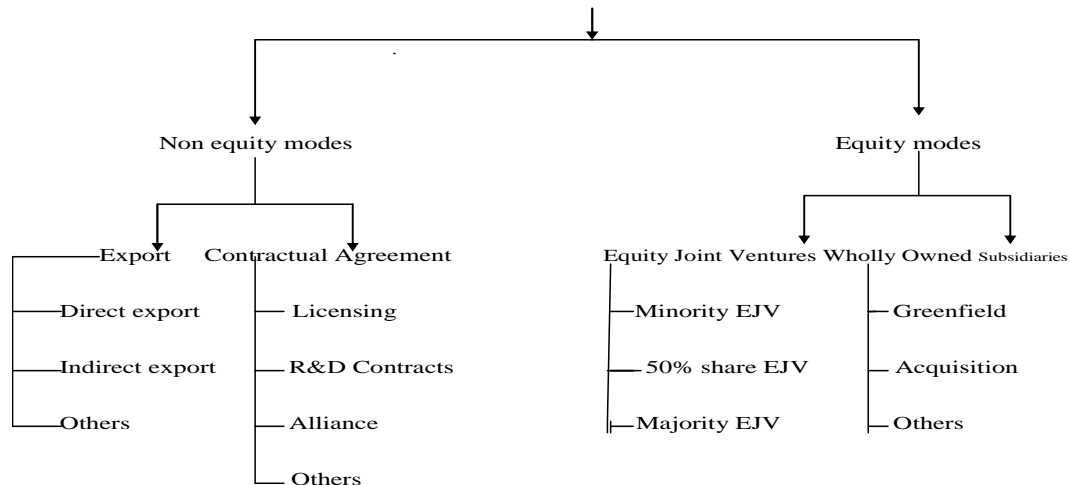 Non equity modes Equity modes
Export Contractual Agreement Equity Joint Ventures Wholly Owned Subsidiaries
Direct export Licensing Minority EJV Greenfield
Indirect export R&D Contracts 50% share EJV Acquisition
Others Alliance Majority EJV Others
Others